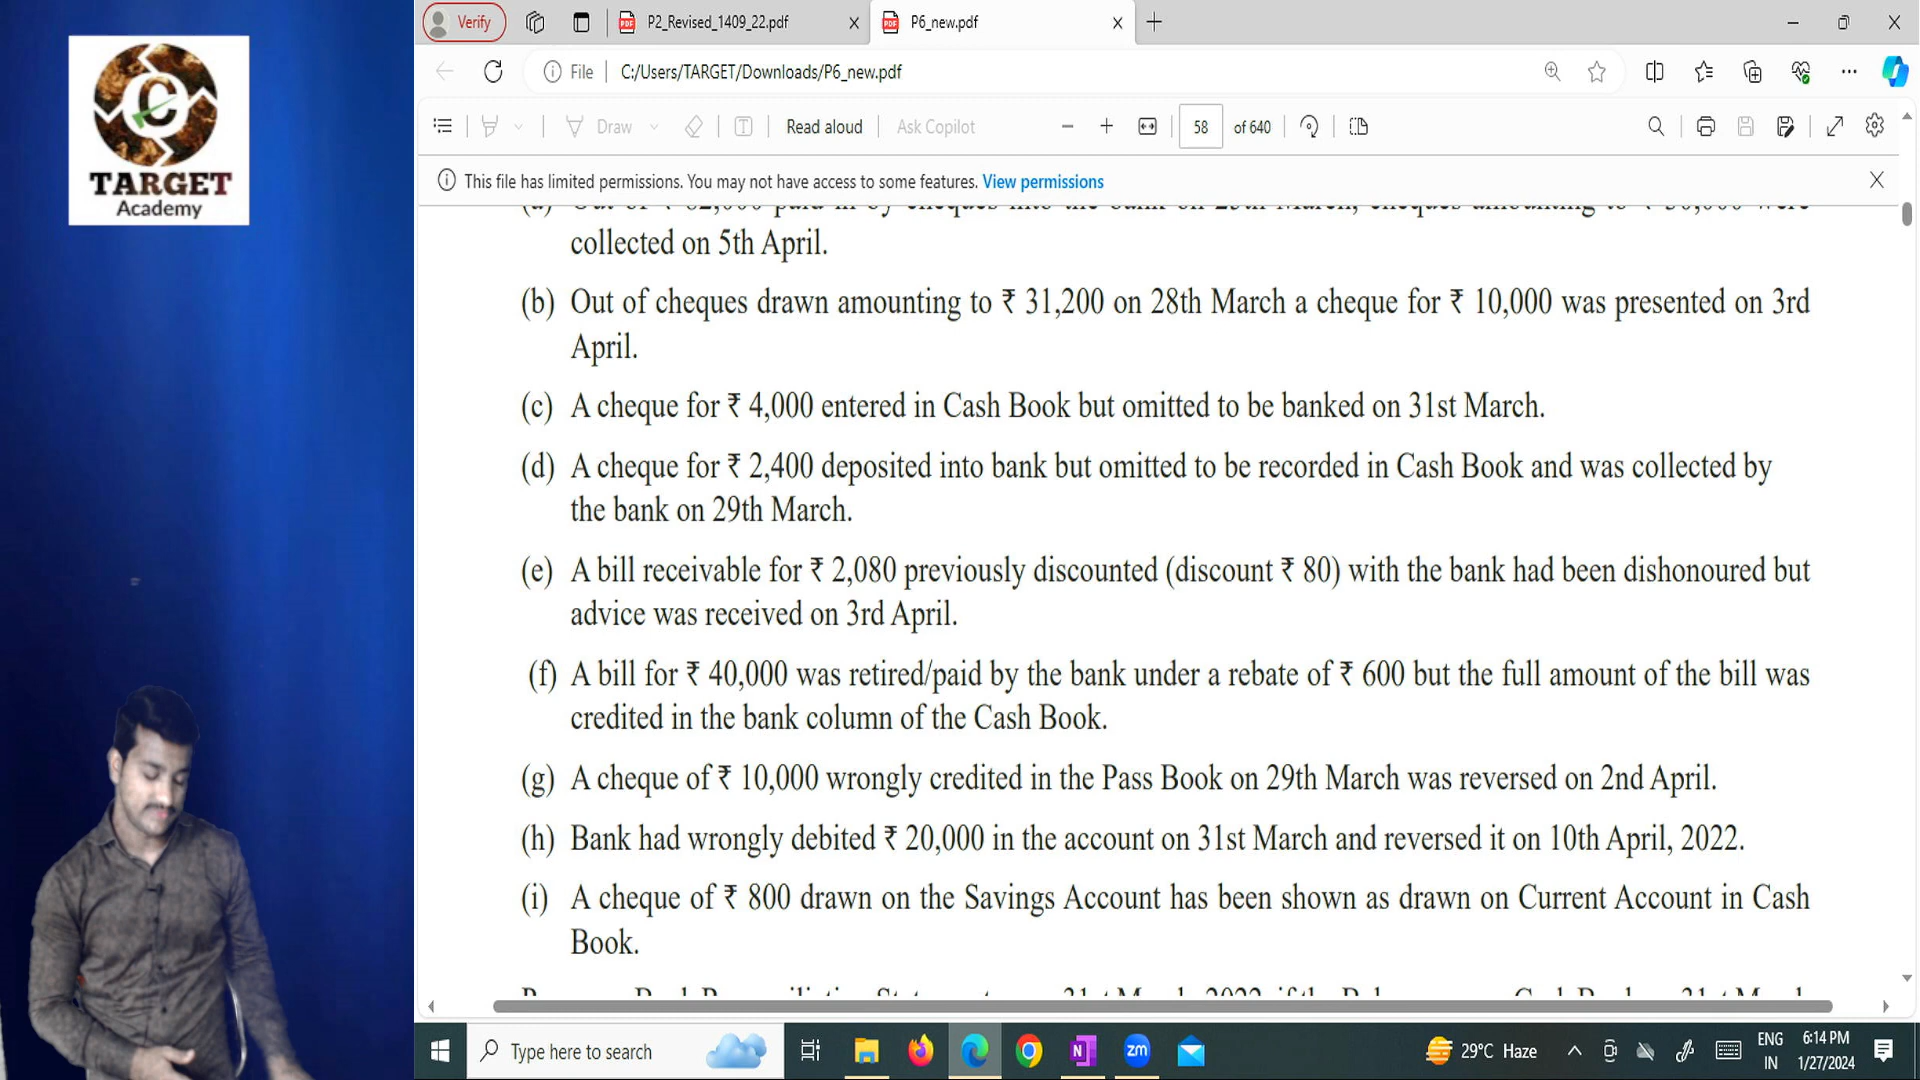 Verify
P2_Revised_1409_22.pdf
P6_new.pdf
File
C:/Users/TARGET/Downloads/P6_new.pdf
Draw
T
Read aloud
Ask Copilot
58
of 640
This file has limited permissions. You may not have access to some features. View permissions
collected on 5th April.
(b) Out of cheques drawn amounting to ₹ 31,200 on 28th March a cheque for ₹ 10,000 was presented on 3rd
April.
(c) A cheque for ₹ 4,000 entered in Cash Book but omitted to be banked on 31st March.
(d) A cheque for ₹ 2,400 deposited into bank but omitted to be recorded in Cash Book and was collected by
the bank on 29th March.
(e) A bill receivable for ₹ 2,080 previously discounted (discount ₹ 80) with the bank had been dishonoured but
advice was received on 3rd April.
(f) A bill for ₹ 40,000 was retired/paid by the bank under a rebate of ₹ 600 but the full amount of the bill was
credited in the bank column of the Cash Book.
(g) A cheque of ₹ 10,000 wrongly credited in the Pass Book on 29th March was reversed on 2nd April.
(h) Bank had wrongly debited ₹ 20,000 in the account on 31st March and reversed it on 10th April, 2022.
(i) A cheque of ₹ 800 drawn on the Savings Account has been shown as drawn on Current Account in Cash
Book.
C
TARGET
Academy
Type here to search
N
zm
29°C Haze
ENG
IN
6:14 PM
1/27/2024